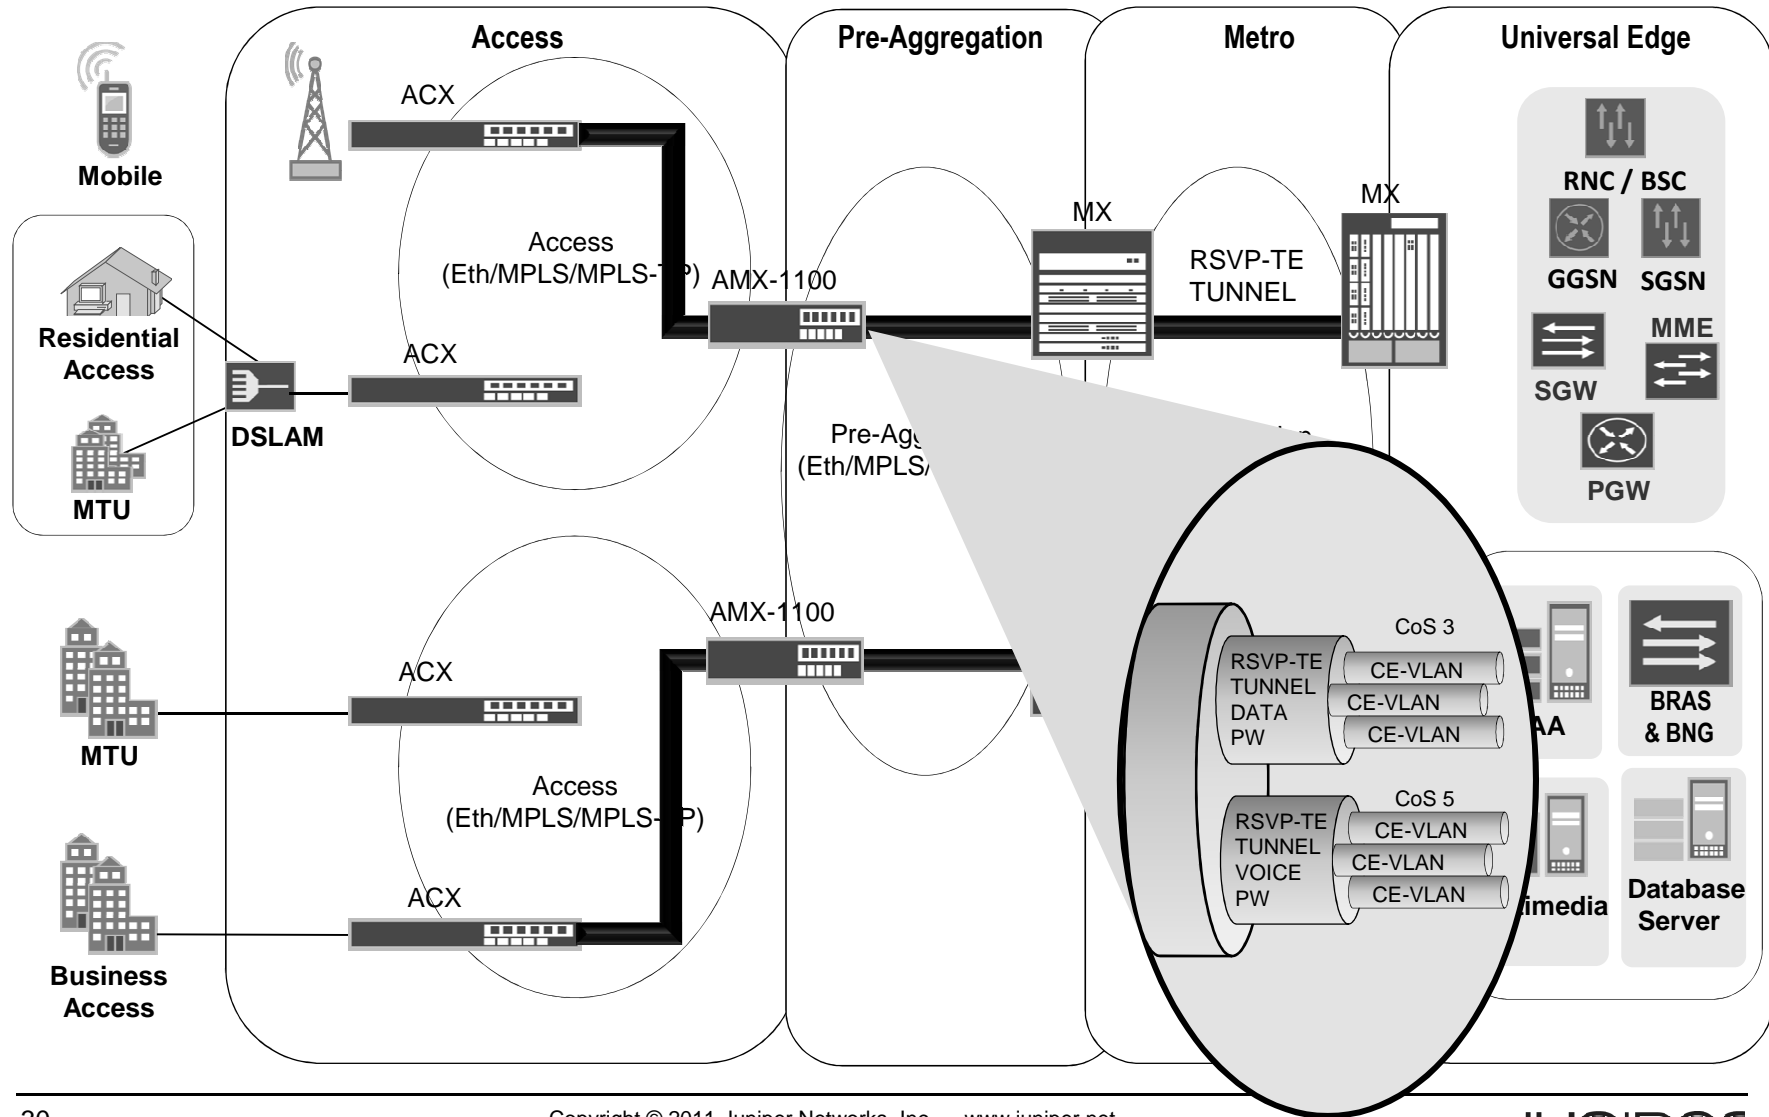 Access
Pre-Aggregation
Metro
Universal Edge
Mobile
ACX
Access
(Eth/MPLS/MPLS-TP)
AMX-1100
MX
RSVP-TE
TUNNEL
MX
RNC / BSC
GGSN
SGSN
MME
SGW
PGW
Residential
Access
MTU
DSLAM
ACX
Pre-Agg
(Eth/MPLS/
AMX-1100
ACX
MTU
Access
(Eth/MPLS/MPLS-TP)
ACX
Business
Access
CoS 3
RSVP-TE
TUNNEL
DATA
PW
CE-VLAN
CE-VLAN
CE-VLAN
CoS 5
RSVP-TE
TUNNEL
VOICE
PW
CE-VLAN
CE-VLAN
CE-VLAN
AA
BRAS
& BNG
imedia
Database
Server
Copyright © 2011 Juniper Networks, Inc. www.juniper.net